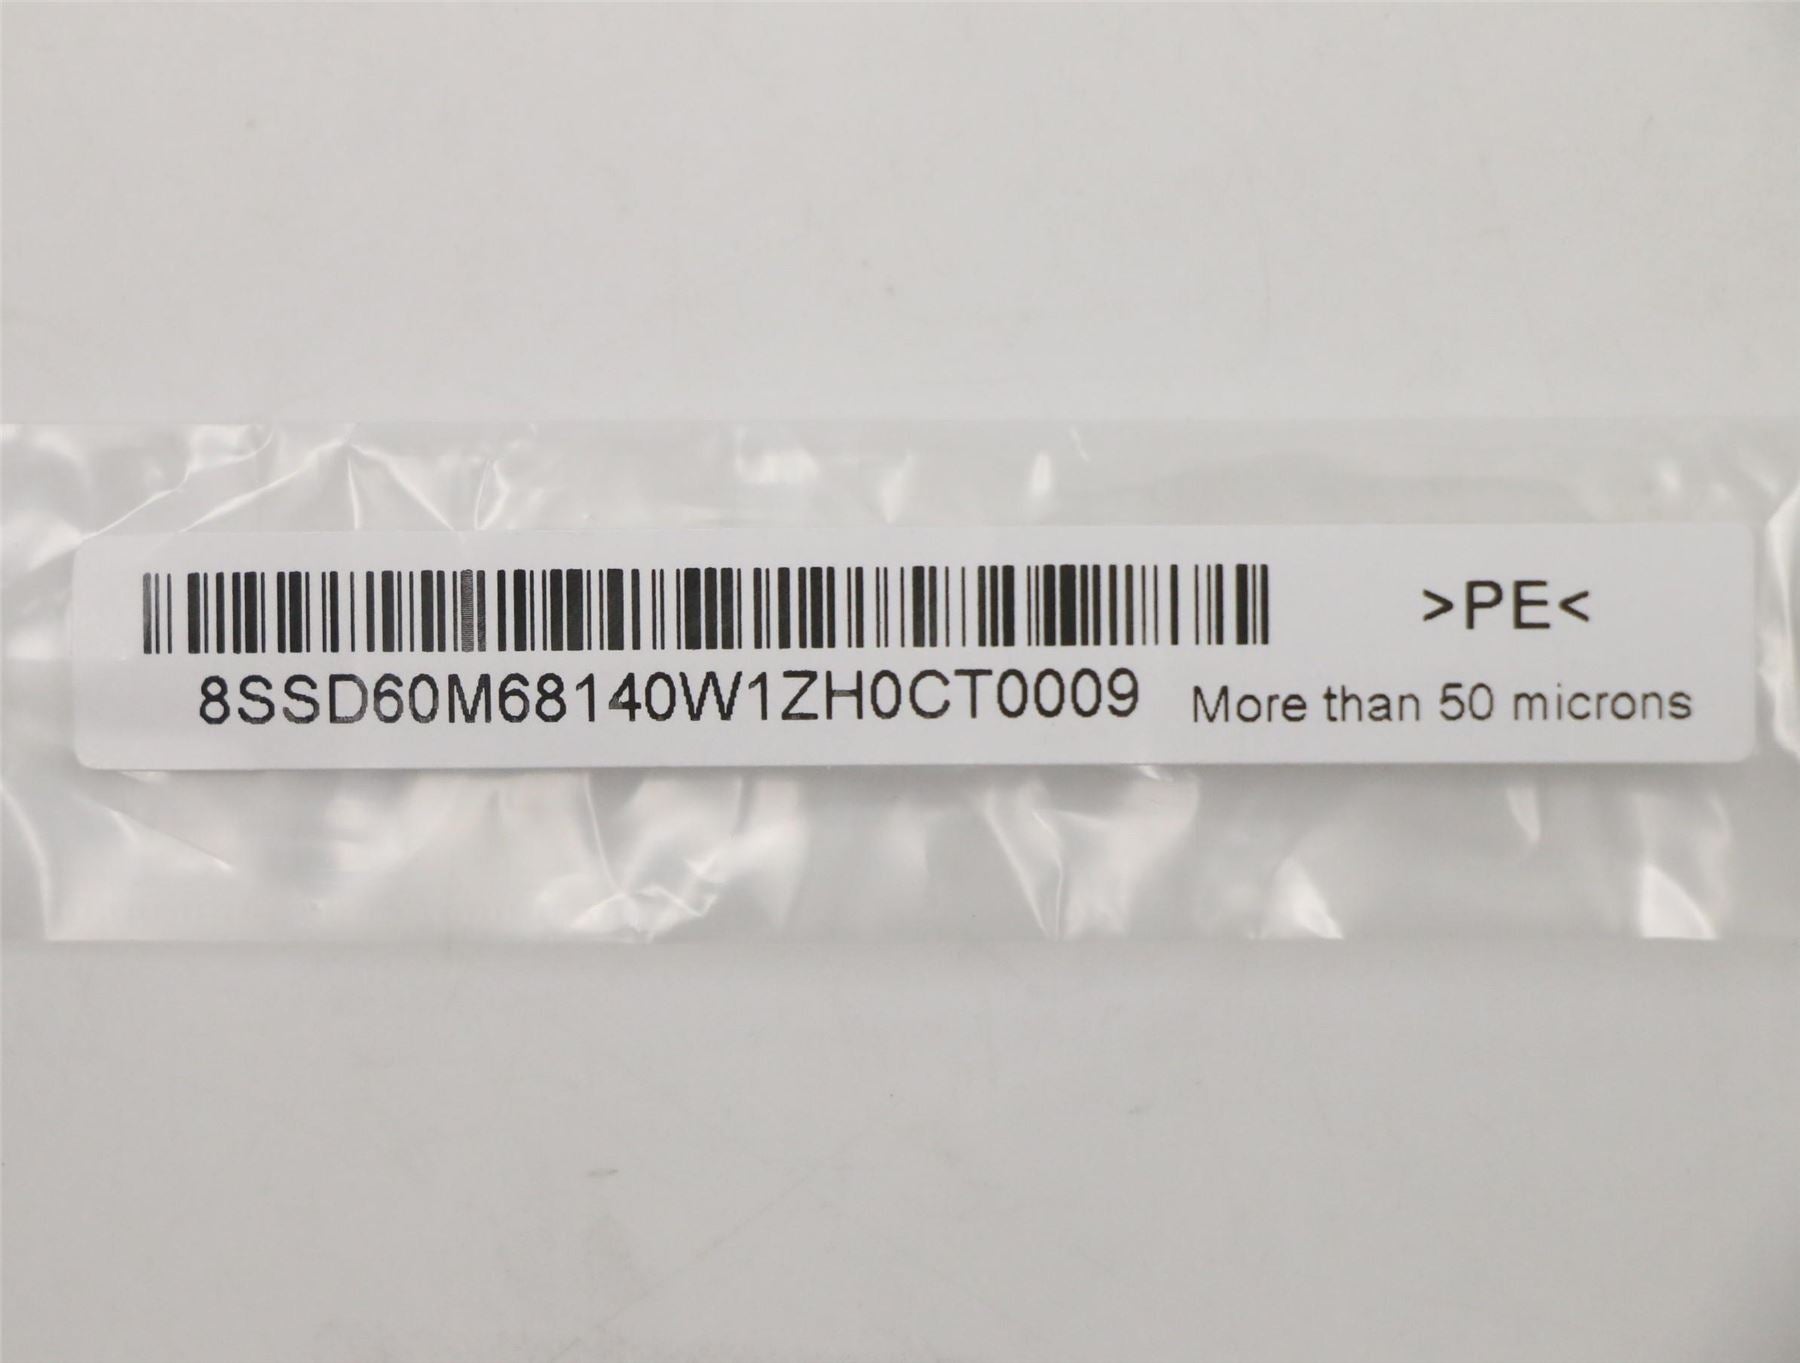 >PE<
8SSD60M68140W1ZH0CT0009 More than 50 microns